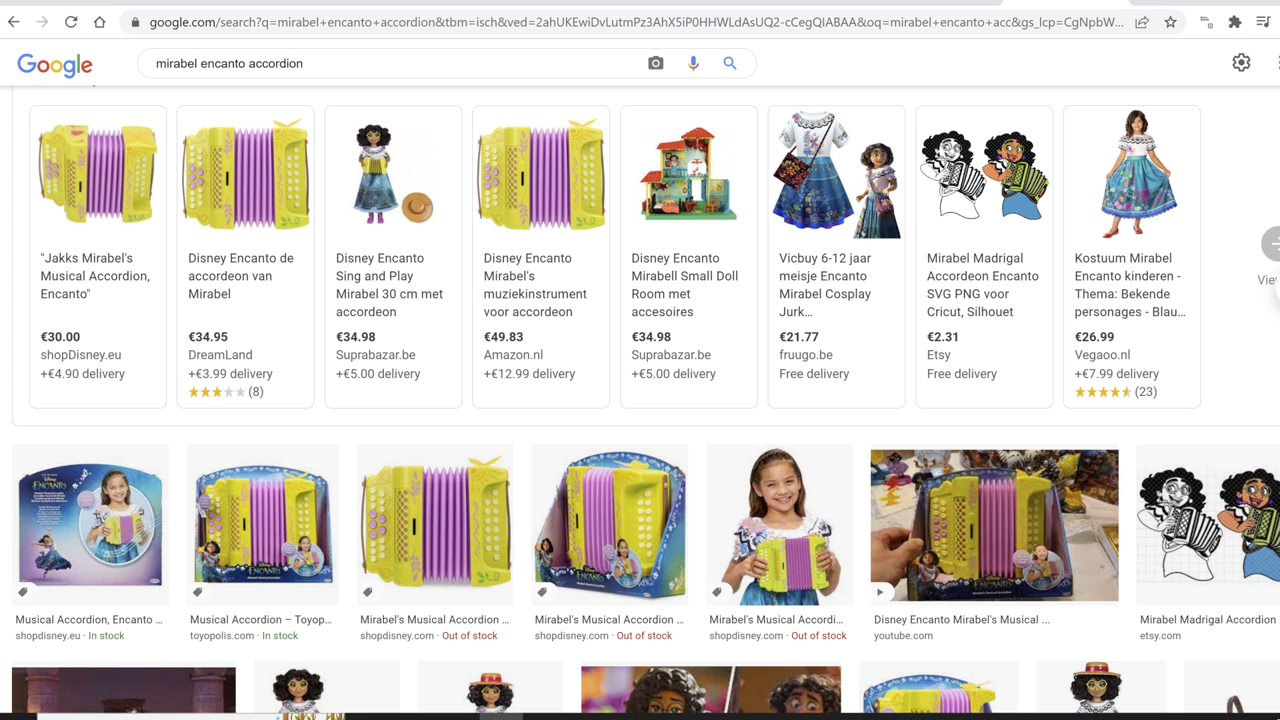 google.com/search?q=mirabel+encanto+accordion&tbm=isch&ved=2ahUKEwiDvLutmPz3AhX5iP0HHWLdAsUQ2-cCegQIABAA&oq=mirabel+encanto+acc&gs_lcp=CgNpbW...
Google
mirabel encanto accordion
"Jakks Mirabel's
Musical Accordion,
Encanto"
€30.00
shopDisney.eu
+€4.90 delivery
Disney Encanto de
accordeon van
Mirabel
€34.95
DreamLand
+€3.99 delivery
(8)
Disney Encanto
Sing and Play
Mirabel 30 cm met
accordeon
€34.98
Suprabazar.be
+€5.00 delivery
Disney Encanto
Mirabel's
muziekinstrument
voor accordeon
€49.83
Amazon.nl
+€12.99 delivery
Disney Encanto
Mirabell Small Doll
Room met
accesoires
€34.98
Suprabazar.be
+€5.00 delivery
Vicbuy 6-12 jaar
meisje Encanto
Mirabel Cosplay
Jurk...
€21.77
fruugo.be
Free delivery
Mirabel Madrigal
Accordeon Encanto
SVG PNG voor
Cricut, Silhouet
€2.31
Etsy
Free delivery
Kostuum Mirabel
Encanto kinderen -
Thema: Bekende
personages - Blau...
€26.99
Vegaoo.nl
+€7.99 delivery
(23)
Vie
ENCANTO
ENCANTO
ENCANTO
ENCANTO
Musical Accordion, Encanto ...
shopdisney.eu · In stock
Musical Accordion – Toyop...
toyopolis.com · In stock
Mirabel's Musical Accordion ...
shopdisney.com · Out of stock
Mirabel's Musical Accordion ...
shopdisney.com · Out of stock
Mirabel's Musical Accordi...
shopdisney.com · Out of stock
Disney Encanto Mirabel's Musical ...
youtube.com
Mirabel Madrigal Accordion
etsy.com